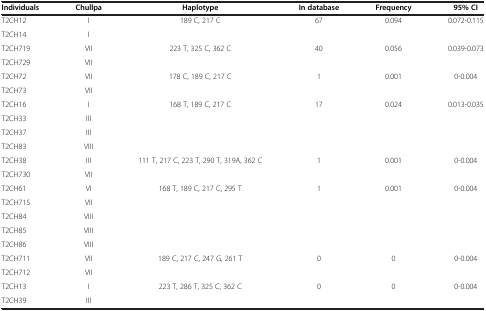 Individuals Chullpa Haplotype In database Frequency 95% CI
T2CH12 I 189 C, 217 C 67 0.094 0.072-0.115
T2CH14 I
T2CH719 VII 223 T, 325 C, 362 C 40 0.056 0.039-0.073
T2CH729 VII
T2CH72 VII 178 C, 189 C, 217 C 1 0.001 0-0.004
T2CH73 VII
T2CH16 I 168 T, 189 C, 217 C 17 0.024 0.013-0.035
T2CH33 III
T2CH37 III
T2CH83 VIII
T2CH38 III 111 T, 217 C, 223 T, 290 T, 319A, 362 C 1 0.001 0-0.004
T2CH730 VII
T2CH61 VI 168 T, 189 C, 217 C, 295 T 1 0.001 0-0.004
T2CH715 VII
T2CH84 VIII
T2CH85 VIII
T2CH86 VIII
T2CH711 VII 189 C, 217 C, 247 G, 261 T 0 0 0-0.004
T2CH712 VII
T2CH13 I 223 T, 286 T, 325 C, 362 C 0 0 0-0.004
T2CH39 III